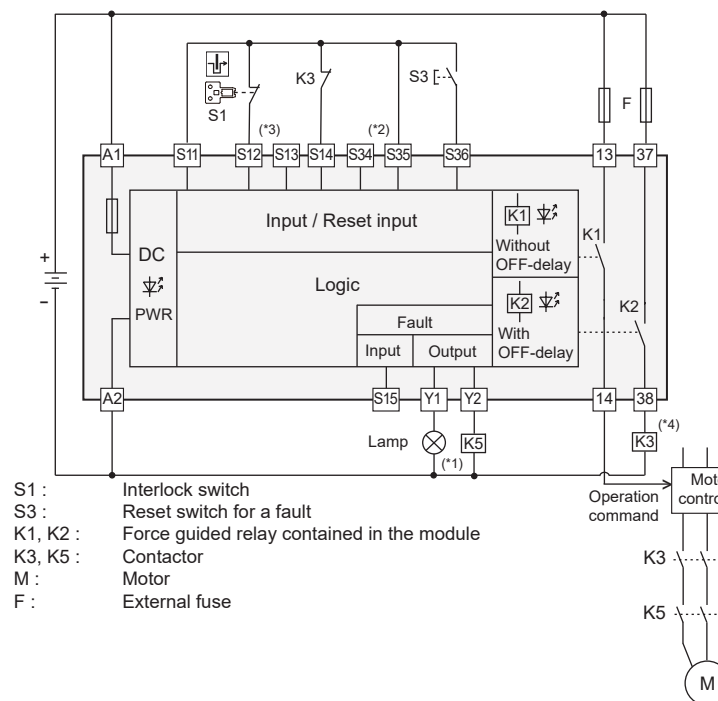 K3
S3
S1
F
(*3)
(*2)
A1
S11
S12
S13
S14
S34
S35
S36
13
37
Input / Reset input
K1
Without
OFF-delay
K1
+
–
DC
PWR
Logic
K2
With
OFF-delay
K2
Fault
Input
Output
A2
S15
Y1
Y2
14
38
Lamp
(*1)
K5
K3
(*4)
S1 : Interlock switch
S3 : Reset switch for a fault
K1, K2 : Force guided relay contained in the module
K3, K5 : Contactor
M : Motor
F : External fuse
Operation
command
K3
K5
M